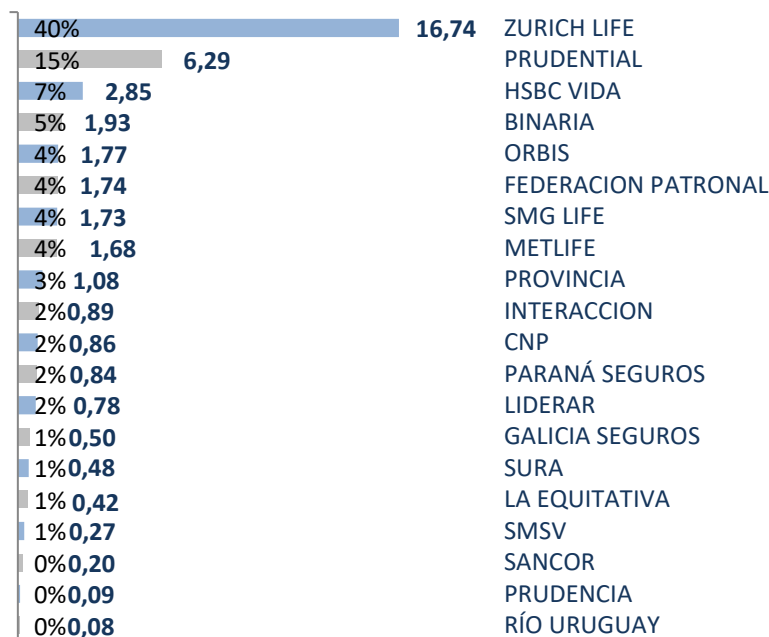 40% 16,74 ZURICH LIFE
15% 6,29 PRUDENTIAL
7% 2,85 HSBC VIDA
5% 1,93 BINARIA
4% 1,77 ORBIS
4% 1,74 FEDERACION PATRONAL
4% 1,73 SMG LIFE
4% 1,68 METLIFE
3% 1,08 PROVINCIA
2% 0,89 INTERACCION
2% 0,86 CNP
2% 0,84 PARANÁ SEGUROS
2% 0,78 LIDERAR
1% 0,50 GALICIA SEGUROS
1% 0,48 SURA
1% 0,42 LA EQUITATIVA
1% 0,27 SMSV
0% 0,20 SANCOR
0% 0,09 PRUDENCIA
0% 0,08 RÍO URUGUAY